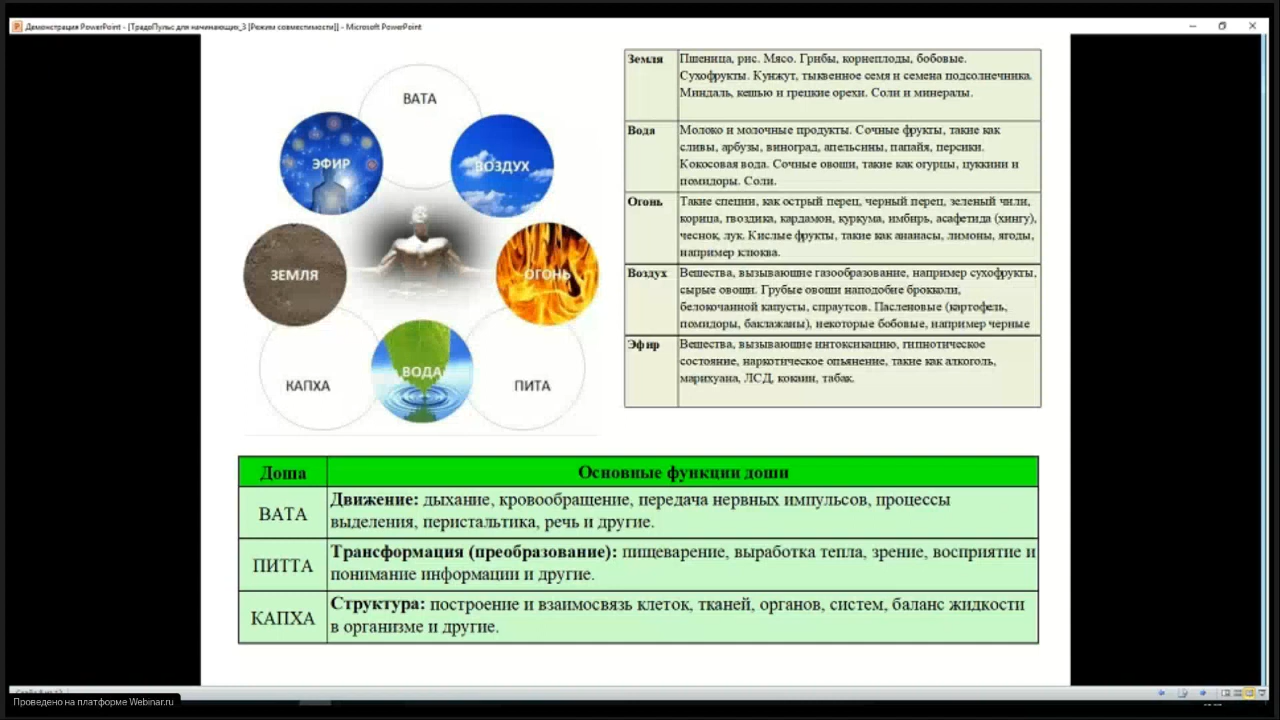 Демонстрация PowerPoint - [ТрадоПульс для начинающих_3 [Режим совместимости]] - Microsoft PowerPoint
ВАТА
ЭФИР
ВОЗДУХ
ЗЕМЛЯ
ОГОНЬ
КАПХА
ВОДА
ПИТА
Земля
Пшеница, рис. Мясо. Грибы, корнеплоды, бобовые.
Сухофрукты. Кунжут, тыквенное семя и семена подсолнечника.
Миндаль, кешью и грецкие орехи. Соли и минералы.
Вода
Молоко и молочные продукты. Сочные фрукты, такие как
сливы, арбузы, виноград, апельсины, папайя, персики.
Кокосовая вода. Сочные овощи, такие как огурцы, цуккини и
помидоры. Соли.
Огонь
Такие специи, как острый перец, черный перец, зеленый чили,
корица, гвоздика, кардамон, куркума, имбирь, асафетида (хингу),
чеснок, лук. Кислые фрукты, такие как ананасы, лимоны, ягоды,
например клюква.
Воздух
Вещества, вызывающие газообразование, например сухофрукты,
сырые овощи. Грубые овощи наподобие брокколи,
белокочанной капусты, спраутсов. Пасленовые (картофель,
помидоры, баклажаны), некоторые бобовые, например черные
Эфир
Вещества, вызывающие интоксикацию, гипнотическое
состояние, наркотическое опьянение, такие как алкоголь,
марихуана, ЛСД, кокаин, табак.
Доша
Основные функции доши
ВАТА
Движение: дыхание, кровообращение, передача нервных импульсов, процессы
выделения, перистальтика, речь и другие.
ПИТТА
Трансформация (преобразование): пищеварение, выработка тепла, зрение, восприятие и
понимание информации и другие.
КАПХА
Структура: построение и взаимосвязь клеток, тканей, органов, систем, баланс жидкости
в организме и другие.
Проведено на платформе Webinar.ru